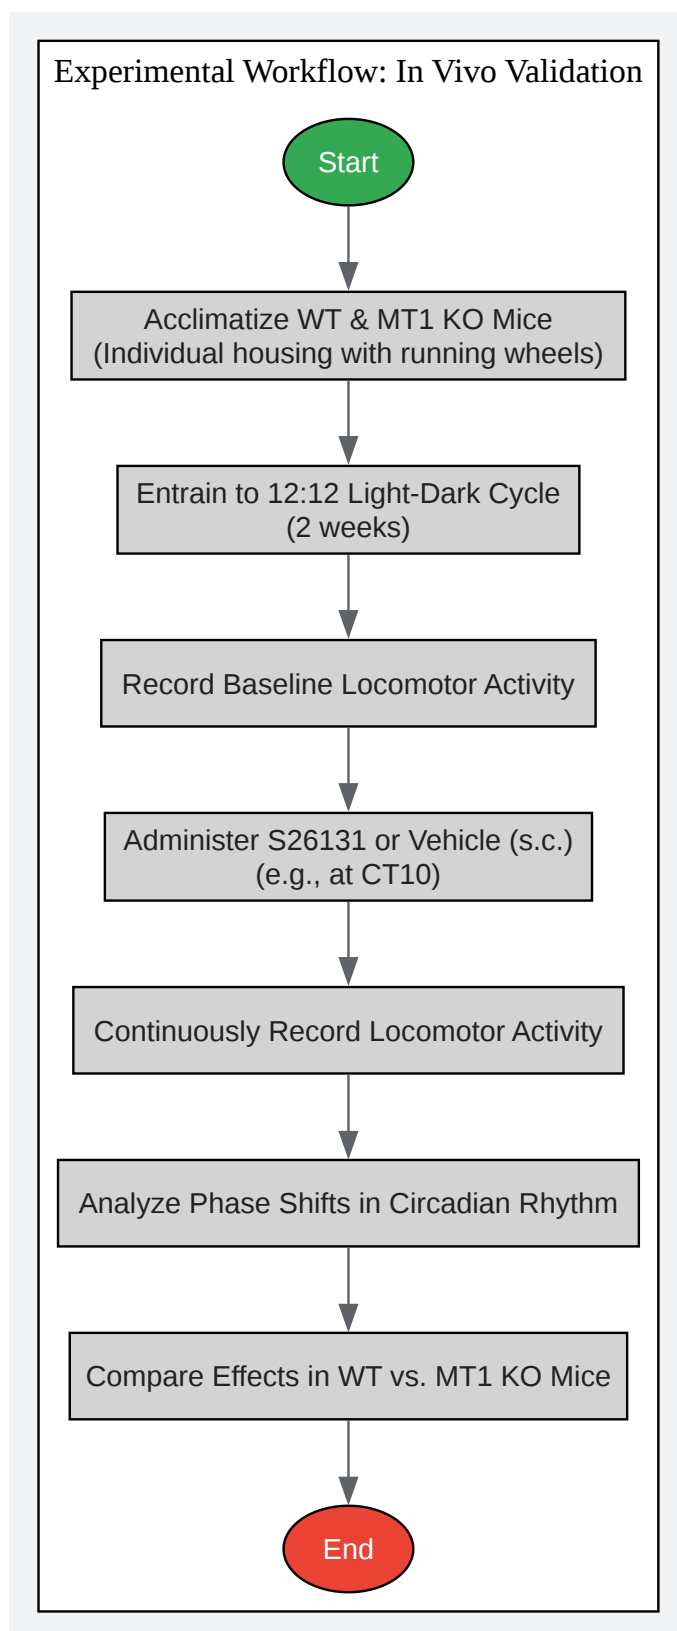 Experimental Workflow: In Vivo Validation
Start
Acclimatize WT & MT1 KO Mice
(Individual housing with running wheels)
Entrain to 12:12 Light-Dark Cycle
(2 weeks)
Record Baseline Locomotor Activity
Administer S26131 or Vehicle (s.c.)
(e.g., at CT10)
Continuously Record Locomotor Activity
Analyze Phase Shifts in Circadian Rhythm
Compare Effects in WT vs. MT1 KO Mice
End